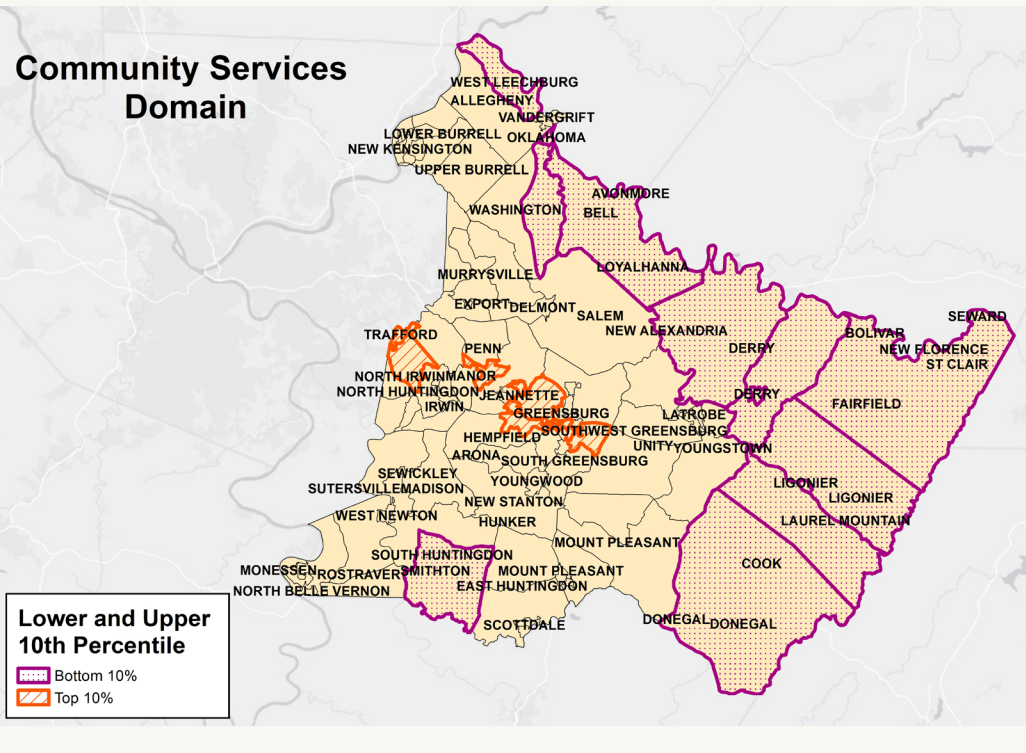 Community Services
Domain
WEST LEECHBURG
ALLEGHENY
VANDERGRIFT
LOWER BURRELL
OKLAHOMA
NEW KENSINGTON
UPPER BURRELL
AVONMORE
WASHINGTON
BELL
LOYALHANNA
MURRYSVILLE
EXPORT
DELMONT
SALEM
SEWARD
NEW ALEXANDRIA
BOLIVAR
TRAFFORD
PENN
DERRY
NEW FLORENCE
ST CLAIR
NORTH IRWIN
MANOR
NORTH HUNTINGDON
JEANNETTE
DERRY
FAIRFIELD
IRWIN
GREENSBURG
LATROBE
SOUTHWEST GREENSBURG
HEMPFIELD
UNITY
YOUNGSTOWN
ARONA
SOUTH GREENSBURG
SEWICKLEY
YOUNGWOOD
LIGONIER
SUTERSVILLE
MADISON
LIGONIER
NEW STANTON
WEST NEWTON
HUNKER
LAUREL MOUNTAIN
MOUNT PLEASANT
SOUTH HUNTINGDON
COOK
MONESSEN
ROSTRAVER
SMITHTON
MOUNT PLEASANT
EAST HUNTINGDON
NORTH BELLE VERNON
SCOTTDALE
DONEGAL
DONEGAL
Lower and Upper
10th Percentile
Bottom 10%
Top 10%